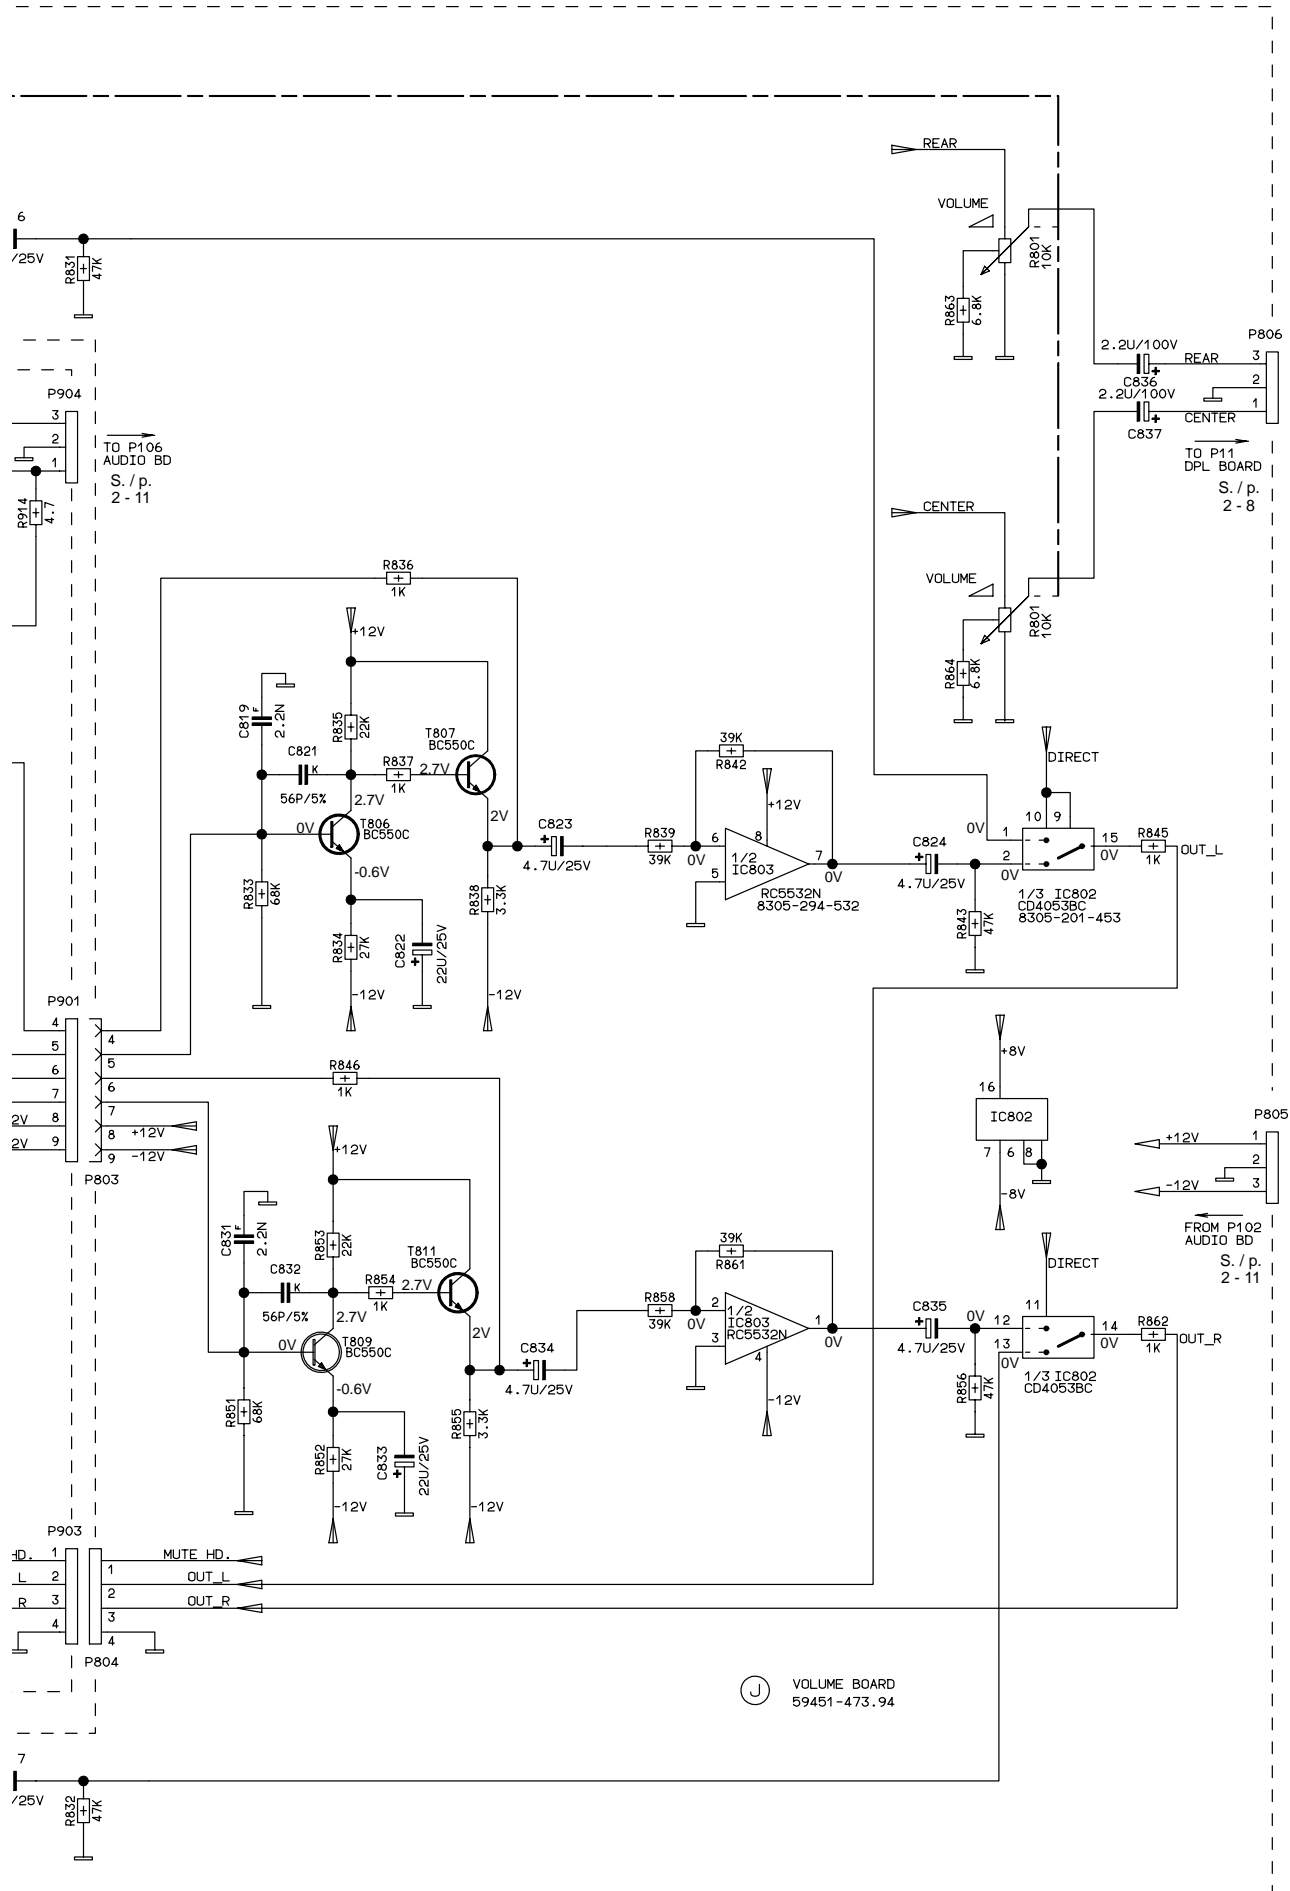 REAR
VOLUME
R801
10K
R863
6.8K
6
/25V
R831
47K
P806
2.2U/100V
REAR
3
C836
2
2.2U/100V
1
CENTER
C837
TO P11
DPL BOARD
S. / p.
2 - 8
P904
3
2
1
TO P106
AUDIO BD
S. / p.
2 - 11
R914
4.7
CENTER
VOLUME
R801
10K
R864
6.8K
R836
1K
+12V
C819
F
2.2N
R835
22K
T807
BC550C
C821
K
56P/5%
R837
2.7V
1K
2.7V
0V
T806
BC550C
-0.6V
2V
R833
68K
R834
27K
C822
22U/25V
R838
3.3K
-12V
-12V
C823
4.7U/25V
39K
R842
+12V
R839
39K
6
0V
5
8
1/2
IC803
7
0V
RC5532N
8305-294-532
C824
4.7U/25V
R843
47K
DIRECT
10
9
0V
1
2
0V
15
0V
R845
1K
OUT_L
1/3 IC802
CD4053BC
8305-201-453
P901
4
5
6
7
2V
8
2V
9
4
5
6
7
8
+12V
9
-12V
P803
R846
1K
+8V
16
IC802
7
6
8
-8V
P805
+12V
1
2
-12V
3
FROM P102
AUDIO BD
S. / p.
2 - 11
+12V
C831
F
2.2N
R853
22K
T811
BC550C
C832
K
56P/5%
R854
2.7V
1K
2.7V
0V
T809
BC550C
-0.6V
2V
R851
68K
R852
27K
C833
22U/25V
R855
3.3K
-12V
-12V
C834
4.7U/25V
39K
R861
R858
39K
2
0V
3
1/2
IC803
RC5532N
4
1
0V
-12V
C835
4.7U/25V
0V
R856
47K
DIRECT
11
12
13
0V
14
0V
R862
1K
OUT_R
1/3 IC802
CD4053BC
P903
HD.
1
L
2
R
3
4
1
MUTE HD.
2
OUT_L
3
OUT_R
4
P804
J
VOLUME BOARD
59451-473.94
7
/25V
R832
47K